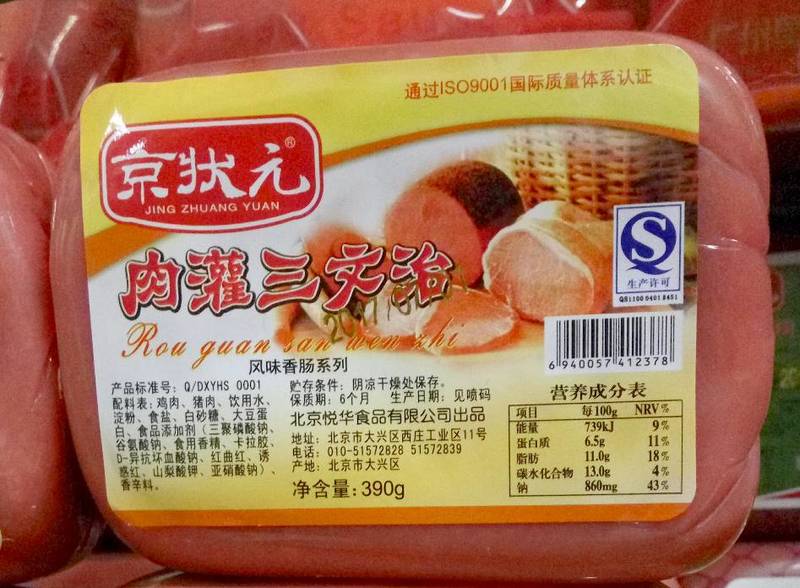 通过ISO9001国际质量体系认证
京状元®
JING ZHUANG YUAN
肉灌三文治
Rou guan san wen zhi
风味香肠系列
生产许可
QS1100 0401 8451
6 940057 412378
产品标准号: Q/DXYHS 0001
配料表: 鸡肉、猪肉、饮用水、
淀粉、食盐、白砂糖、大豆蛋
白、食品添加剂（三聚磷酸钠、
谷氨酸钠、食用香精、卡拉胶、
D-异抗坏血酸钠、红曲红、诱
惑红、山梨酸钾、亚硝酸钠）、
香辛料。
贮存条件: 阴凉干燥处保存。
保质期: 6个月 生产日期: 见喷码
北京悦华食品有限公司出品
地址: 北京市大兴区西庄工业区11号
电话: 010-51572828 51572839
产地: 北京市大兴区
净含量: 390g
营养成分表
项目 每100g NRV%
能量 739kJ 9%
蛋白质 6.5g 11%
脂肪 11.0g 18%
碳水化合物 13.0g 4%
钠 860mg 43%